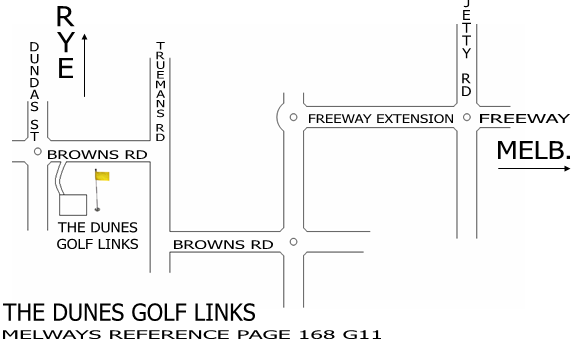 RYE
DUNDAS ST
TRUEMANS RD
JETTY RD
FREEWAY EXTENSION
FREEWAY
MELB.
BROWNS RD
THE DUNES
GOLF LINKS
BROWNS RD
THE DUNES GOLF LINKS
MELWAYS REFERENCE PAGE 168 G11